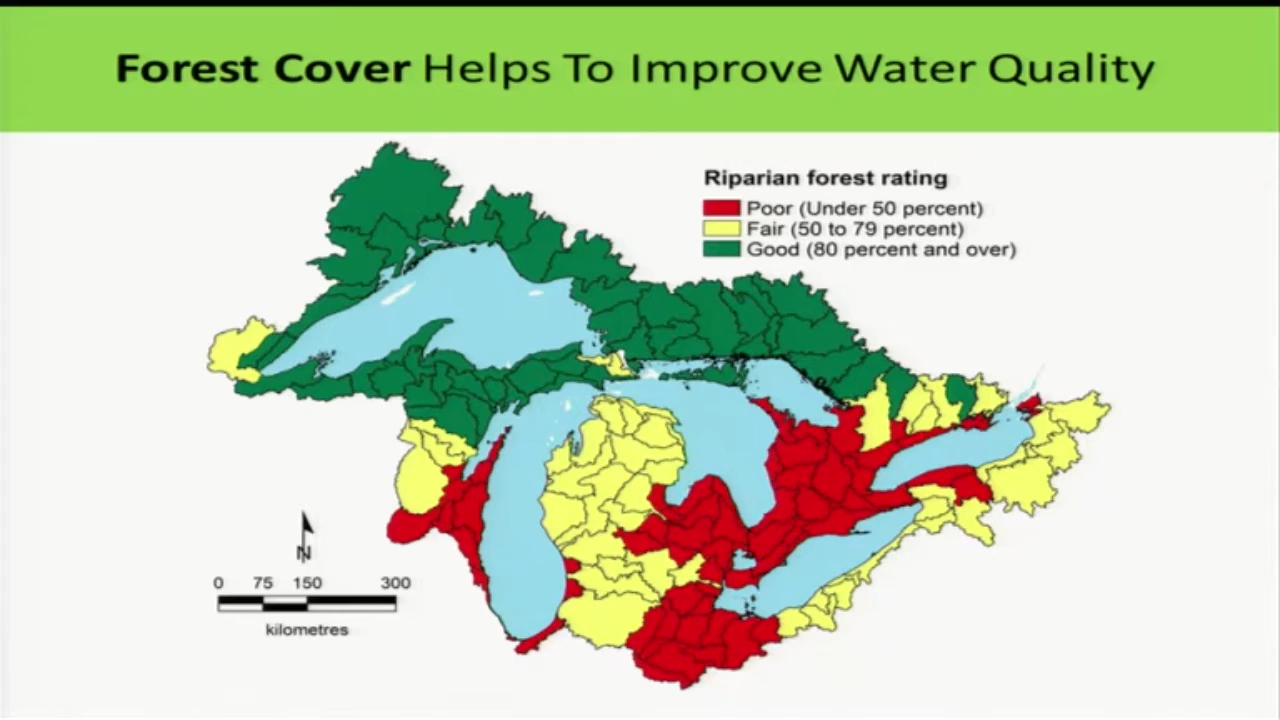 Forest Cover Helps To Improve Water Quality
Riparian forest rating
Poor (Under 50 percent)
Fair (50 to 79 percent)
Good (80 percent and over)
N
0 75 150 300
kilometres